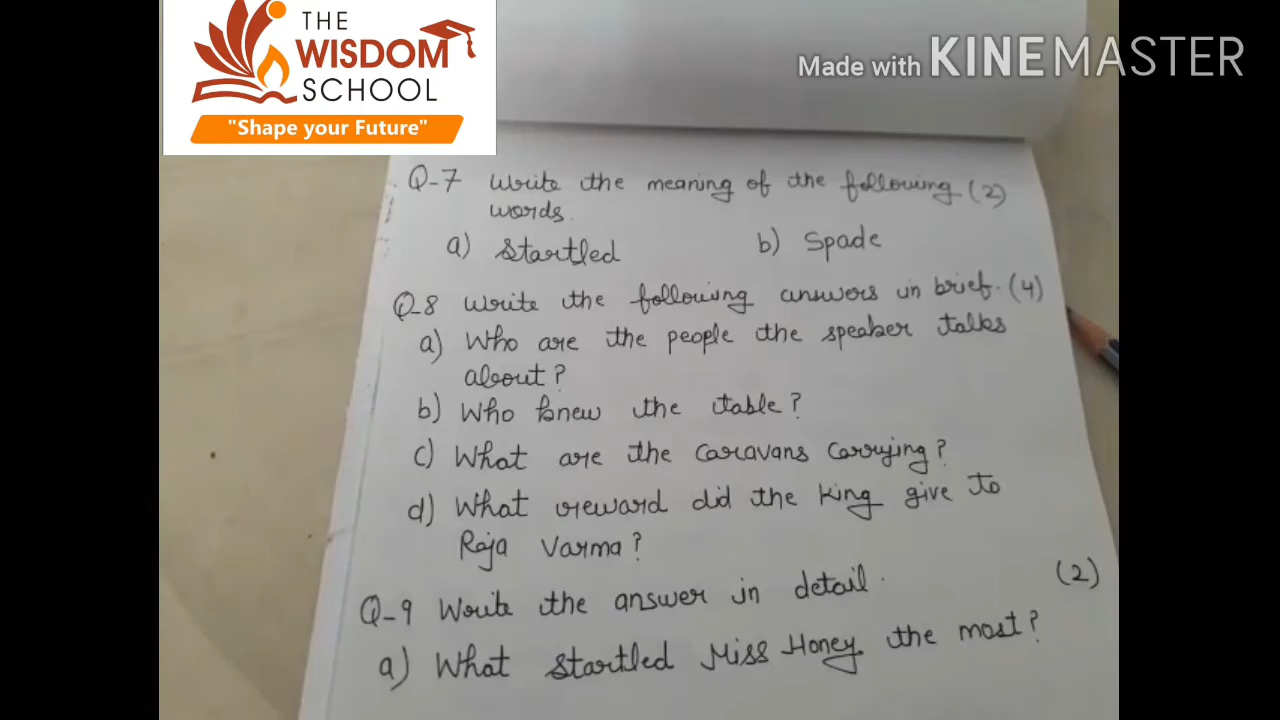 THE
WISDOM
SCHOOL
"Shape your Future"
Made with KINEMASTER
Q-7 Write the meaning of the following (2)
words.
a) Startled b) Spade
Q-8 Write the following answers in brief. (4)
a) Who are the people the speaker talks
about?
b) Who knew the table?
c) What are the caravans carrying?
d) What reward did the king give to
Raja Varma?
Q-9 Write the answer in detail. (2)
a) What startled Miss Honey the most?